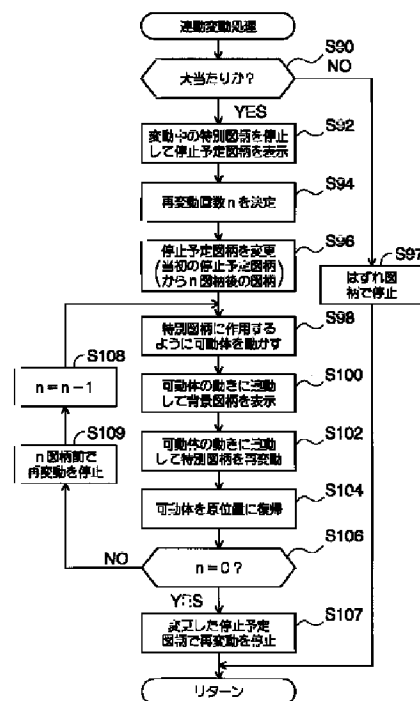 連動変動処理
S90
大当たりか?
NO
YES
S92
変動中の特別図柄を停止
して停止予定図柄を表示
S94
再変動回数nを決定
S96
停止予定図柄を変更
(当初の停止予定図柄
からn図柄後の図柄)
S97
はずれ図
柄で停止
S98
特別図柄に作用する
ように可動体を動かす
S108
n=n-1
S100
可動体の動きに連動
して背景図柄を表示
S109
n図柄前で
再変動を停止
S102
可動体の動きに連動
して特別図柄を再変動
S104
可動体を原位置に復帰
S106
n=0?
NO
YES
S107
変更した停止予定
図柄で再変動を停止
リターン